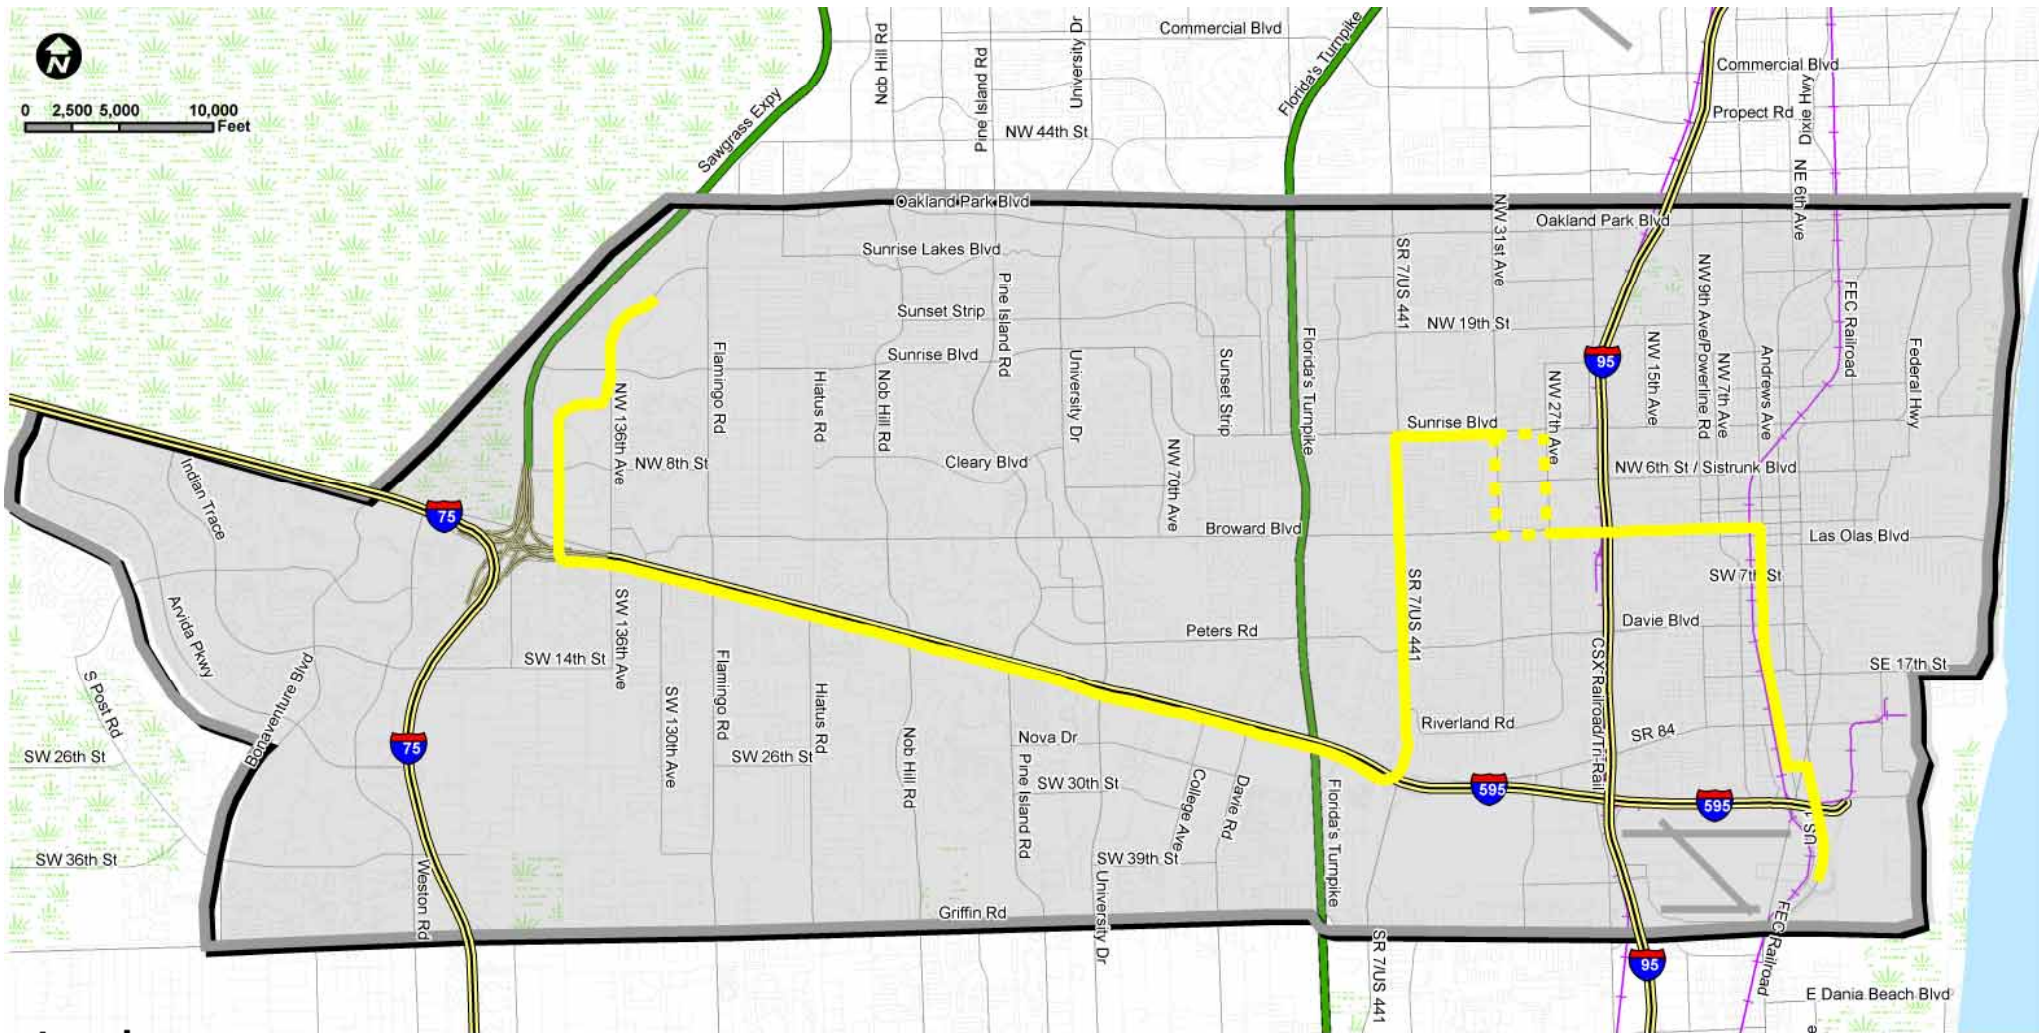 N
0 2,500 5,000 10,000
Feet
Commercial Blvd
Nob Hill Rd
Pine Island Rd
University Dr
Florida's Turnpike
Commercial Blvd
Propect Rd
Dixie Hwy
NW 44th St
Sawgrass Expy
NE 6th Ave
Oakland Park Blvd
Oakland Park Blvd
NW 31st Ave
Sunrise Lakes Blvd
SR 7/US 441
Pine Island Rd
Sunset Strip
NW 19th St
FEC Railroad
NW 9th Ave/Powerline Rd
Sunrise Blvd
Flamingo Rd
Hiatus Rd
Nob Hill Rd
University Dr
Sunset Strip
Florida's Turnpike
95
NW 15th Ave
NW 7th Ave
Andrews Ave
Federal Hwy
NW 136th Ave
NW 27th Ave
Sunrise Blvd
NW 8th St
Cleary Blvd
NW 70th Ave
NW 6th St / Sistrunk Blvd
Indian Trace
75
Broward Blvd
Las Olas Blvd
SW 7th St
SR 7/US 441
Arvida Pkwy
SW 136th Ave
Peters Rd
Davie Blvd
SW 14th St
SE 17th St
S Post Rd
Bonaventure Blvd
Flamingo Rd
SW 130th Ave
Hiatus Rd
CSX Railroad/Tri-Rail
Riverland Rd
SR 84
75
SW 26th St
SW 26th St
Nob Hill Rd
Nova Dr
Pine Island Rd
SW 30th St
College Ave
Davie Rd
Florida's Turnpike
595
595
US 1
SW 36th St
SW 39th St
Weston Rd
University Dr
Griffin Rd
FEC Railroad
SR 7/US 441
95
E Dania Beach Blvd